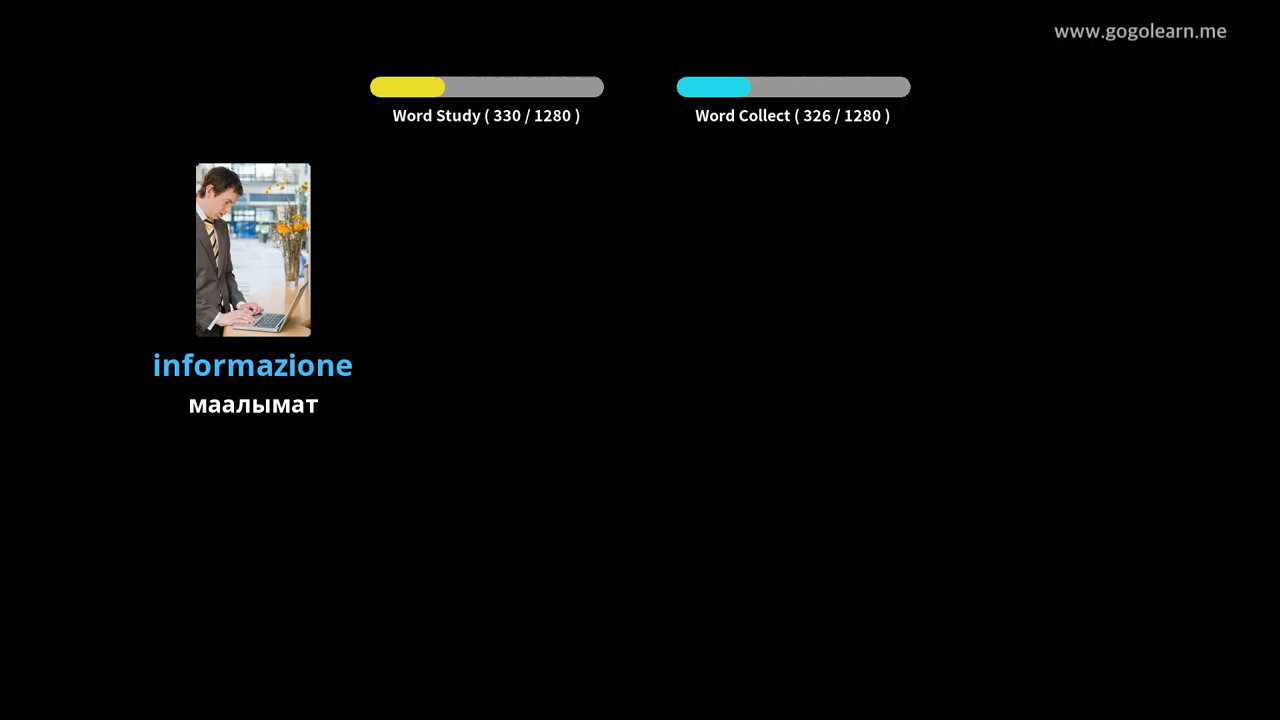 www.gogolearn.me
Word Study ( 330 / 1280 )
Word Collect ( 326 / 1280 )
informazione
маалымат